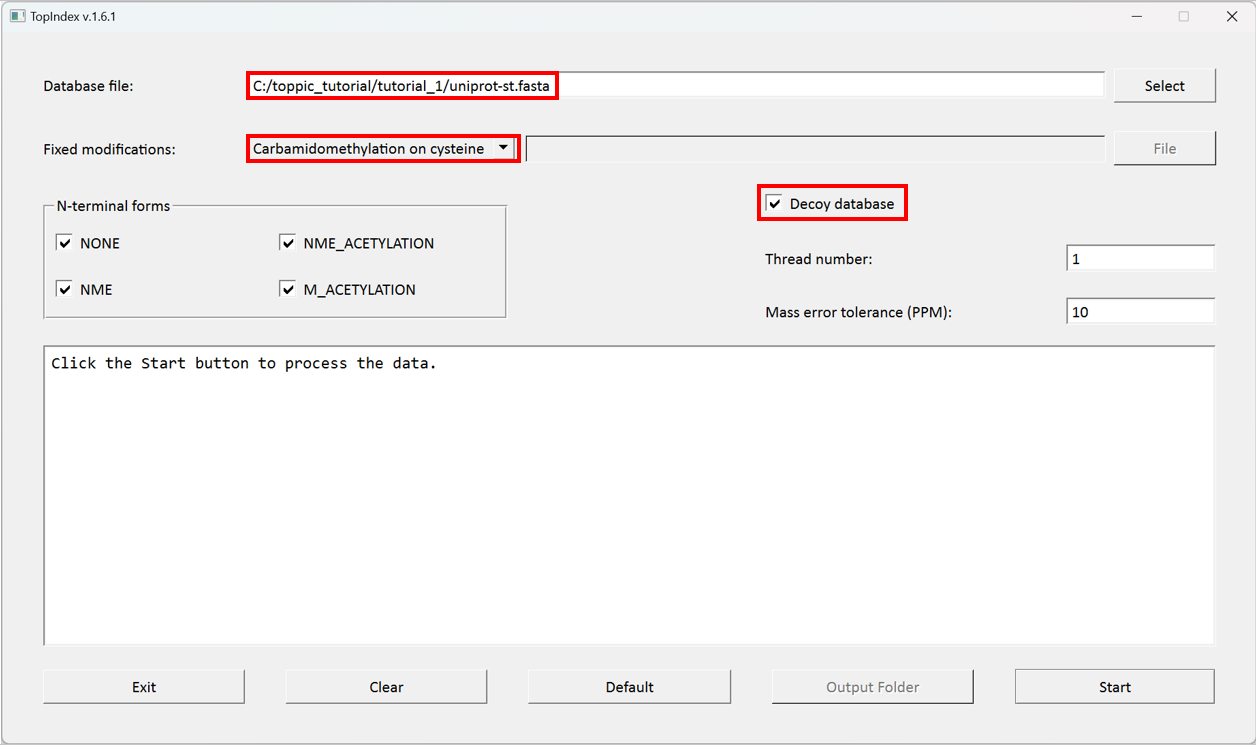 TopIndex v.1.6.1
Database file: C:/toppic_tutorial/tutorial_1/uniprot-st.fasta Select
Fixed modifications: Carbamidomethylation on cysteine File
N-terminal forms
Decoy database
NONE NME_ACETYLATION
Thread number: 1
NME M_ACETYLATION
Mass error tolerance (PPM): 10
Click the Start button to process the data.
Exit Clear Default Output Folder Start